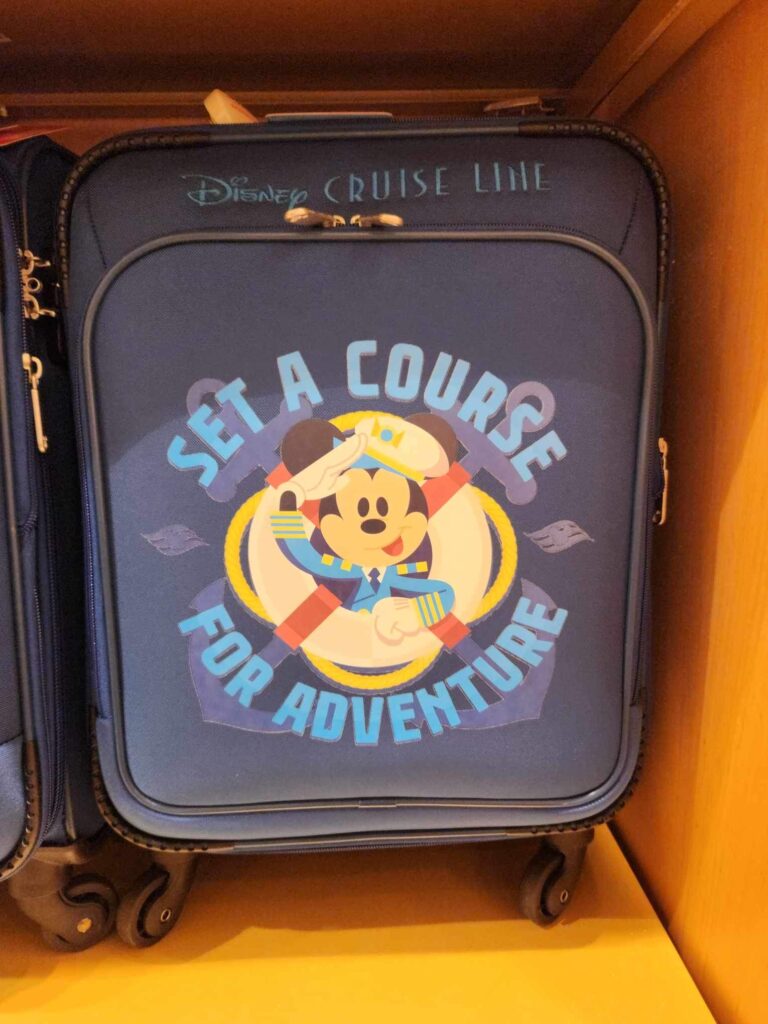 Disney CRUISE LINE
SET A COURSE
FOR ADVENTURE